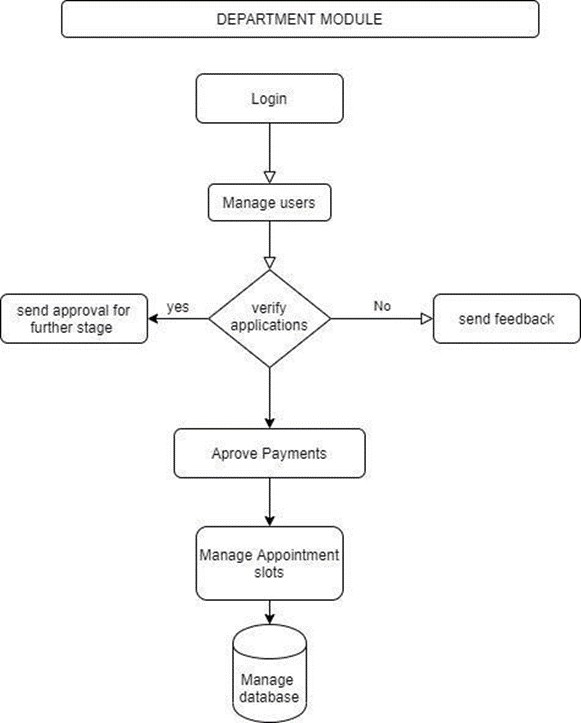 DEPARTMENT MODULE
Login
Manage users
verify
applications
yes
No
send approval for
further stage
send feedback
Aprove Payments
Manage Appointment
slots
Manage
database